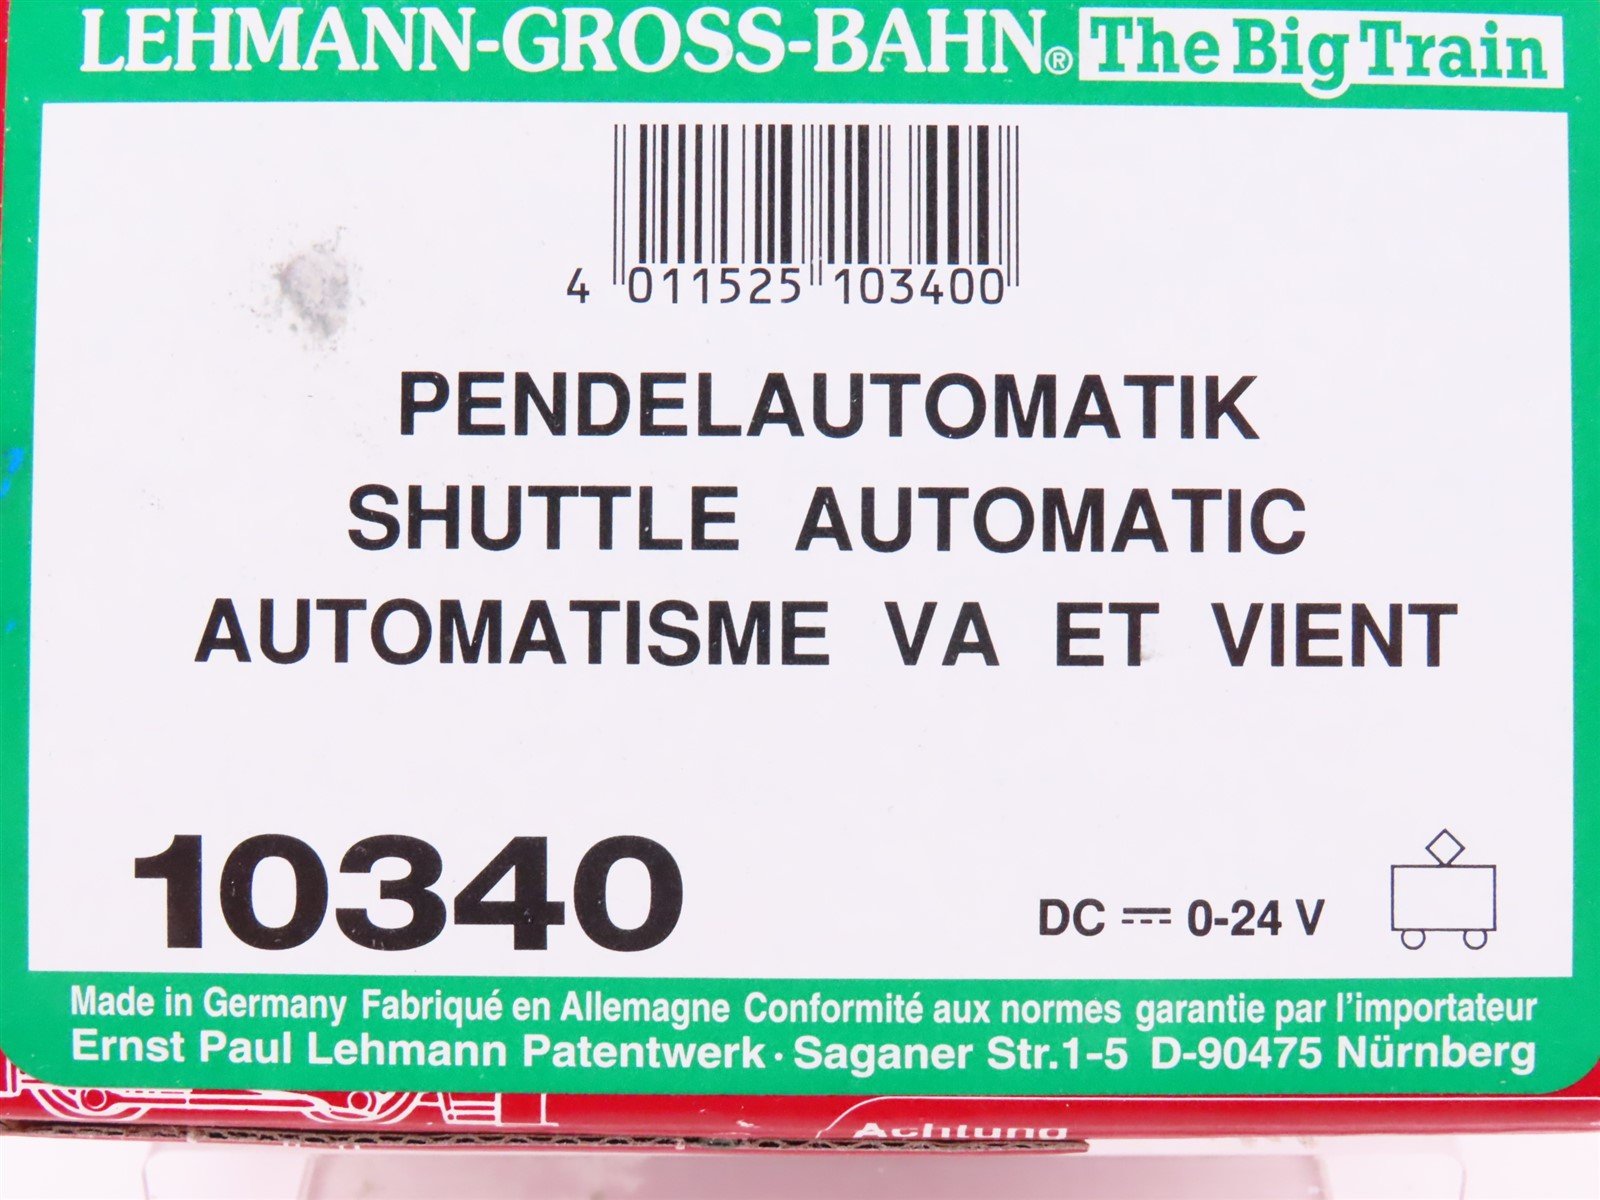 LEHMANN-GROSS-BAHN® The Big Train
4 011525 103400
PENDELAUTOMATIK
SHUTTLE AUTOMATIC
AUTOMATISME VA ET VIENT
10340
DC ⎓ 0-24 V
Made in Germany Fabriqué en Allemagne Conformité aux normes garantie par l'importateur
Ernst Paul Lehmann Patentwerk · Saganer Str.1-5 D-90475 Nürnberg
Achtung